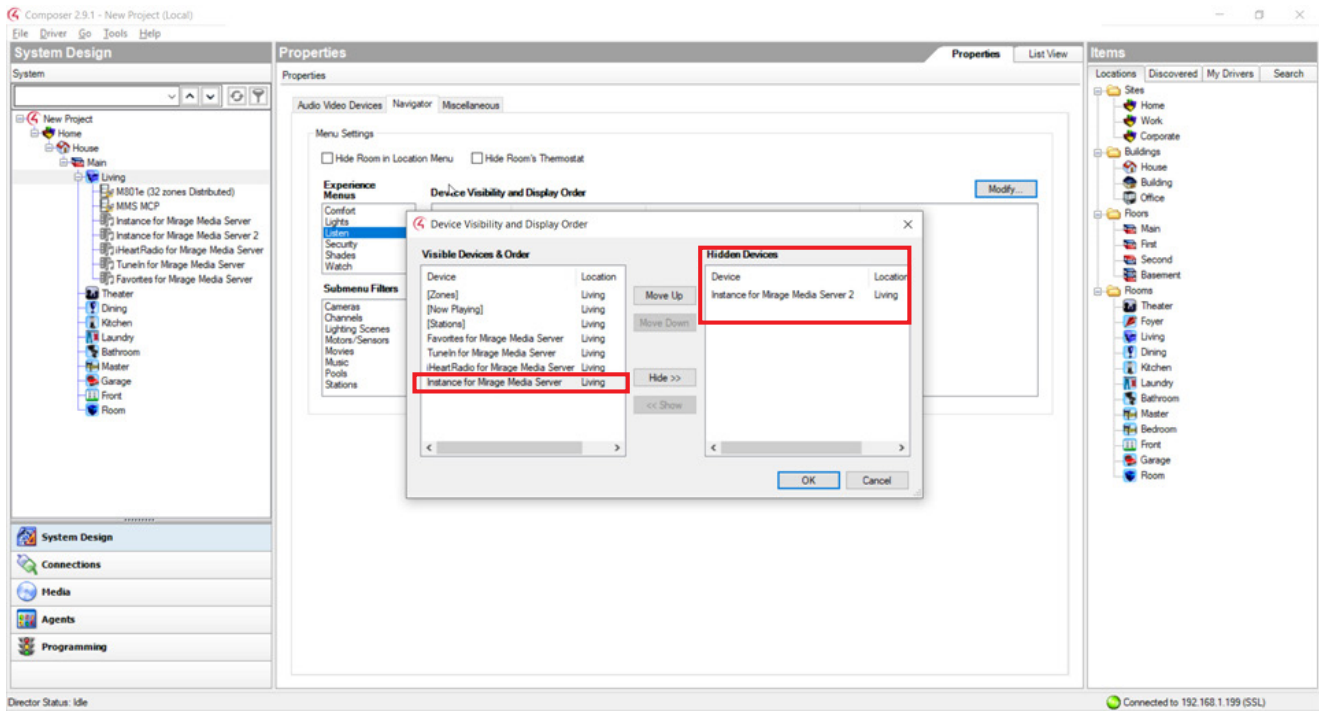 Composer 2.9.1 - New Project (Local)
File Driver Go Tools Help
System Design
System
New Project
Home
House
Main
Living
M801e (32 zones Distributed)
MMS MCP
Instance for Mirage Media Server
Instance for Mirage Media Server 2
iHeartRadio for Mirage Media Server
TuneIn for Mirage Media Server
Favorites for Mirage Media Server
Theater
Dining
Kitchen
Laundry
Bathroom
Master
Garage
Front
Room
System Design
Connections
Media
Agents
Programming
Properties
Properties List View
Properties
Audio Video Devices Navigator Miscellaneous
Menu Settings
Hide Room in Location Menu Hide Room's Thermostat
Experience Menus
Device Visibility and Display Order
Modify...
Comfort
Lights
Listen
Security
Shades
Watch
Submenu Filters
Cameras
Channels
Lighting Scenes
Motors/Sensors
Movies
Music
Pools
Stations
Device Visibility and Display Order
Visible Devices & Order
Device Location
[Zones] Living
[Now Playing] Living
[Stations] Living
Favorites for Mirage Media Server Living
TuneIn for Mirage Media Server Living
iHeartRadio for Mirage Media Server Living
Instance for Mirage Media Server Living
Move Up
Move Down
Hide >>
<< Show
Hidden Devices
Device Location
Instance for Mirage Media Server 2 Living
OK Cancel
Items
Locations Discovered My Drivers Search
Sites
Home
Work
Corporate
Buildings
House
Building
Office
Floors
Main
First
Second
Basement
Rooms
Theater
Foyer
Living
Dining
Kitchen
Laundry
Bathroom
Master
Bedroom
Front
Garage
Room
Director Status: Idle
Connected to 192.168.1.199 (SSL)